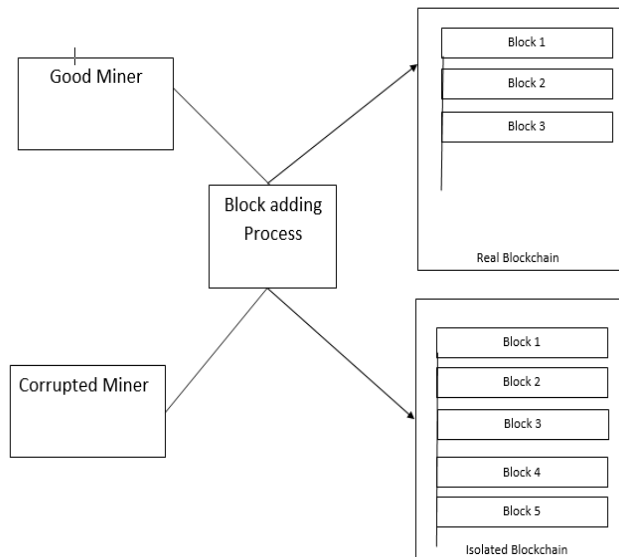 Good Miner
Block adding
Process
Corrupted Miner
Block 1
Block 2
Block 3
Real Blockchain
Block 1
Block 2
Block 3
Block 4
Block 5
Isolated Blockchain